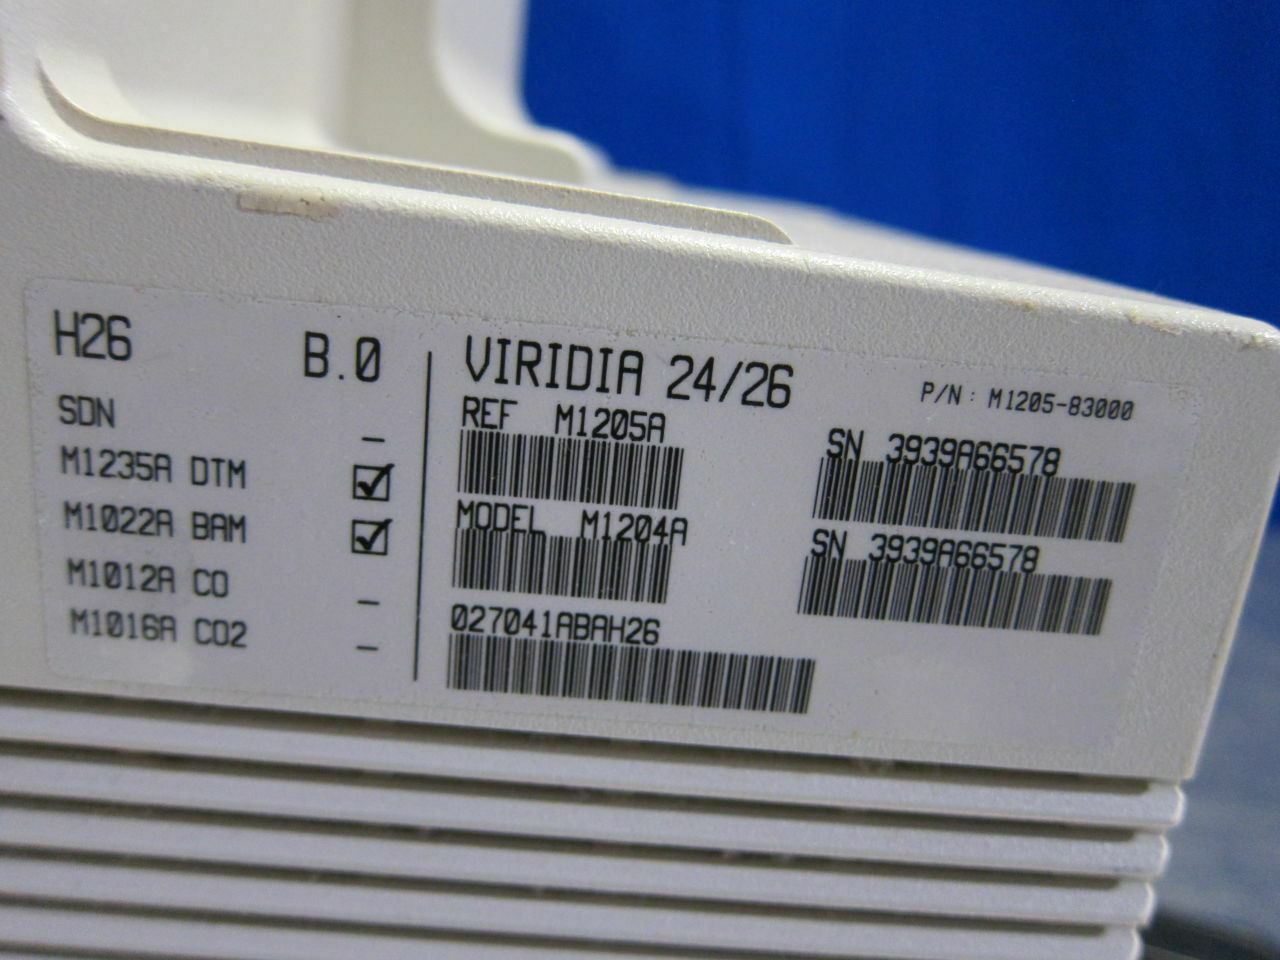 H26 B.0
SDN –
M1235A DTM ☑
M1022A BAM ☑
M1012A CO –
M1016A CO2 –
VIRIDIA 24/26
P/N: M1205-83000
REF M1205A
SN 3939A66578
MODEL M1204A
SN 3939A66578
027041ABAH26